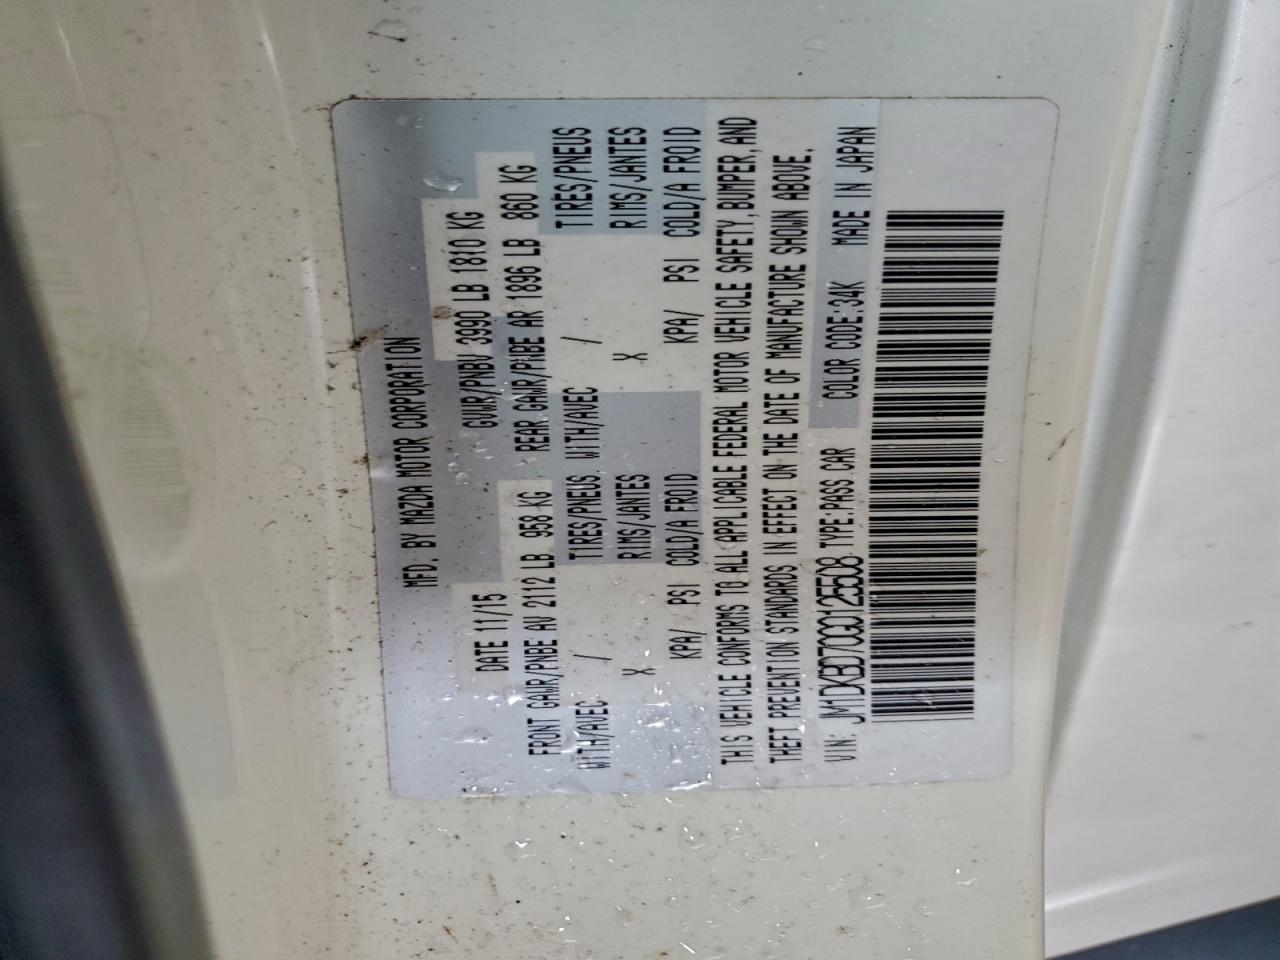 MFD. BY MAZDA MOTOR CORPORATION
DATE 11/15 GVWR/PNBV 3990 LB 1810 KG
FRONT GAWR/PNBE AV 2112 LB 958 KG REAR GAWR/PNBE AR 1896 LB 860 KG
WITH/AVEC / TIRES/PNEUS. WITH/AVEC / TIRES/PNEUS
X RIMS/JANTES X RIMS/JANTES
KPA/ PSI COLD/A FROID KPA/ PSI COLD/A FROID
THIS VEHICLE CONFORMS TO ALL APPLICABLE FEDERAL MOTOR VEHICLE SAFETY, BUMPER, AND
THEFT PREVENTION STANDARDS IN EFFECT ON THE DATE OF MANUFACTURE SHOWN ABOVE.
VIN: TYPE:PASS CAR COLOR CODE:34K MADE IN JAPAN